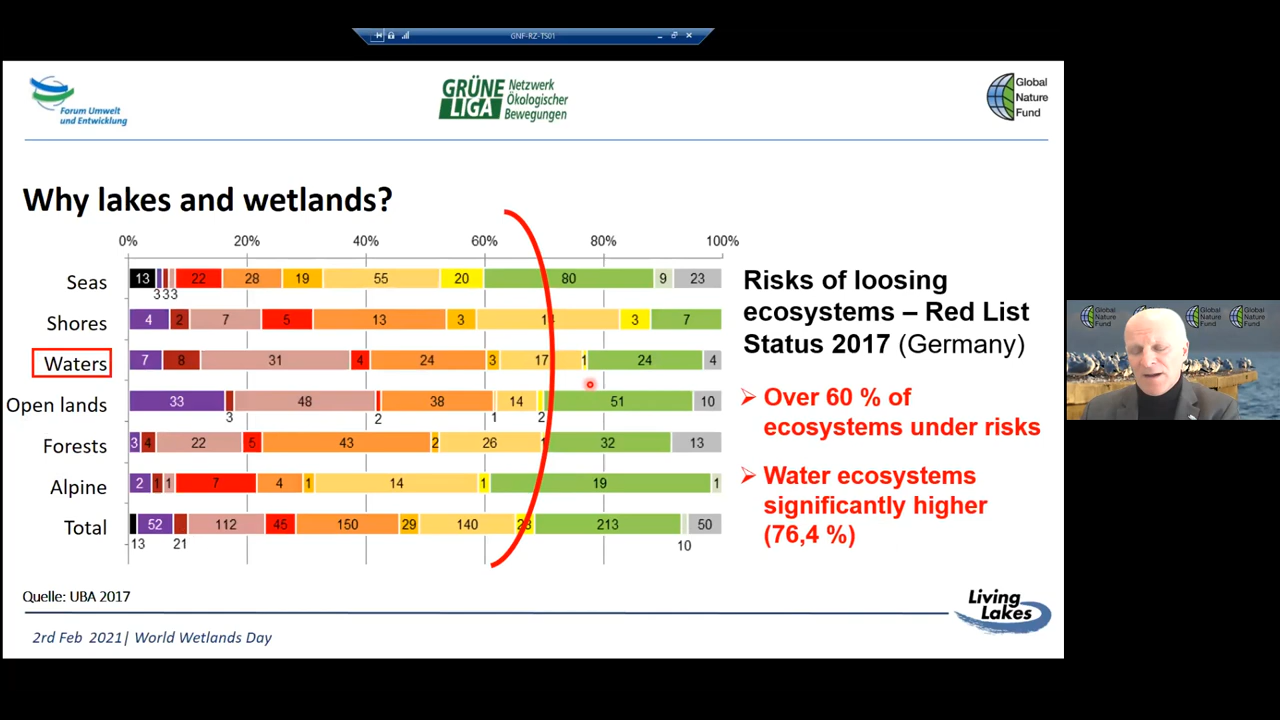 GNF-RZ-TS01
Forum Umwelt
und Entwicklung
GRÜNE
LIGA
Netzwerk
Ökologischer
Bewegungen
Global
Nature
Fund
Why lakes and wetlands?
0% 20% 40% 60% 80% 100%
Seas 13 3 3 3 22 28 19 55 20 80 9 23
Shores 4 2 7 5 13 3 3 7
Waters 7 8 31 4 24 3 17 1 24 4
Open lands 33 3 48 2 38 1 14 2 51 10
Forests 3 4 22 5 43 2 26 1 32 13
Alpine 2 1 1 7 4 1 14 1 19 1
Total 13 52 21 112 45 150 29 140 213 10 50
Risks of loosing
ecosystems – Red List
Status 2017 (Germany)
Over 60 % of
ecosystems under risks
Water ecosystems
significantly higher
(76,4 %)
Quelle: UBA 2017
Living
Lakes
2nd Feb 2021| World Wetlands Day
Global
Nature
Fund
Global
Nature
Fund